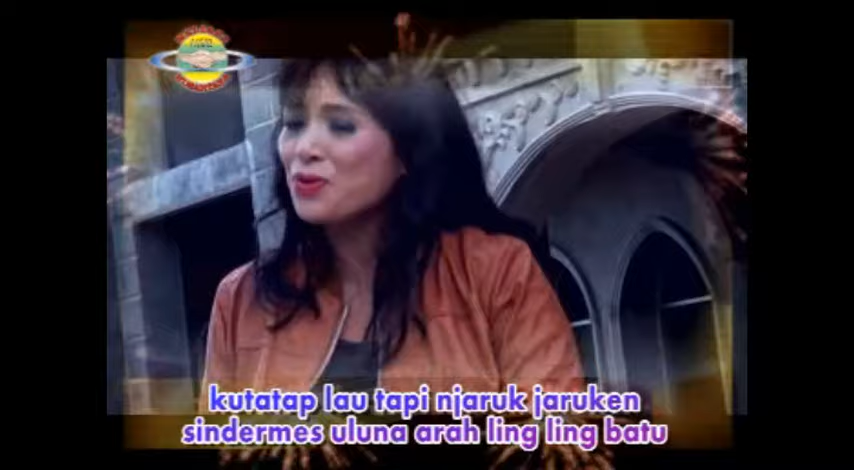 kutatap lau tapi njaruk jaruken
sindermes uluna arah ling ling batu